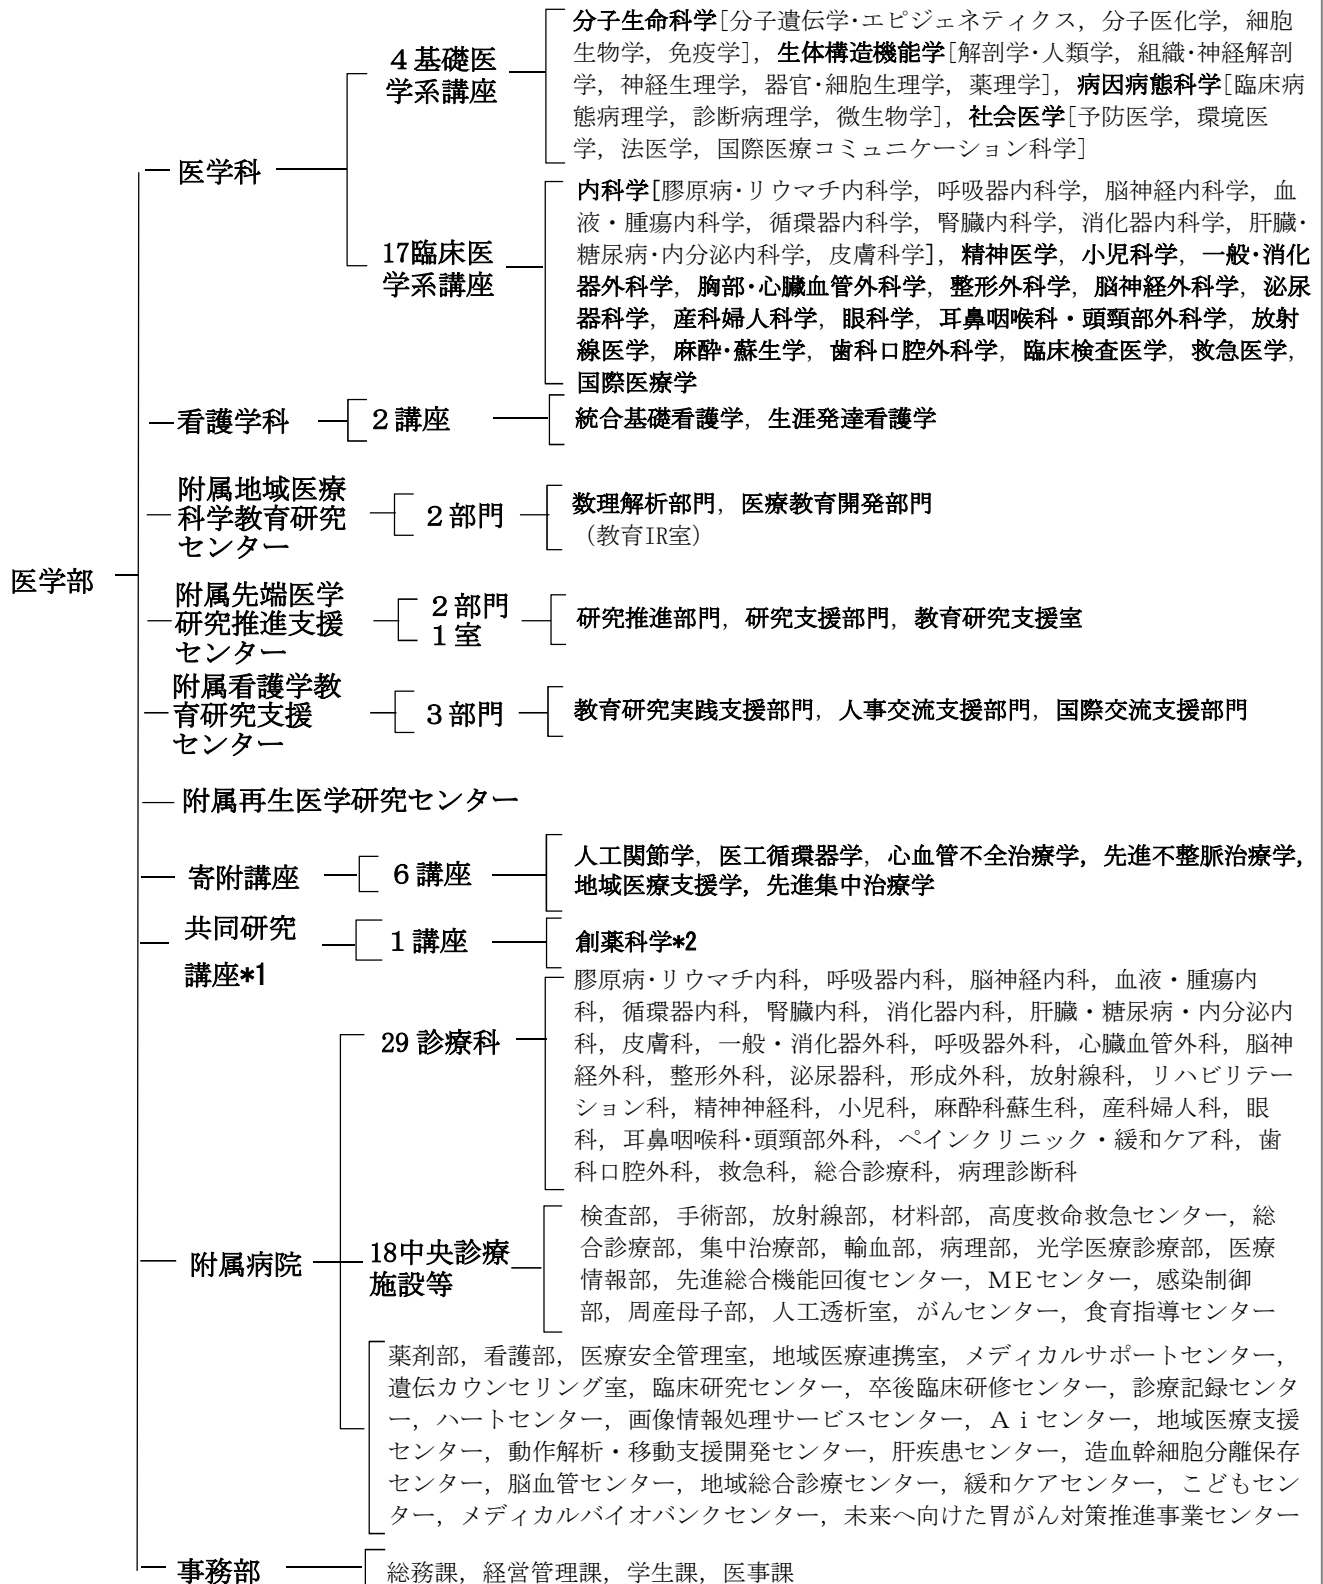 医学部
医学科
4基礎医
学系講座
分子生命科学[分子遺伝学・エピジェネティクス，分子医化学，細胞
生物学，免疫学]，生体構造機能学[解剖学・人類学，組織・神経解剖
学，神経生理学，器官・細胞生理学，薬理学]，病因病態科学[臨床病
態病理学，診断病理学，微生物学]，社会医学[予防医学，環境医
学，法医学，国際医療コミュニケーション科学]
17臨床医
学系講座
内科学[膠原病・リウマチ内科学，呼吸器内科学，脳神経内科学，血
液・腫瘍内科学，循環器内科学，腎臓内科学，消化器内科学，肝臓・
糖尿病・内分泌内科学，皮膚科学]，精神医学，小児科学，一般・消化
器外科学，胸部・心臓血管外科学，整形外科学，脳神経外科学，泌尿
器科学，産科婦人科学，眼科学，耳鼻咽喉科・頭頸部外科学，放射
線医学，麻酔・蘇生学，歯科口腔外科学，臨床検査医学，救急医学，
国際医療学
看護学科
2講座
統合基礎看護学，生涯発達看護学
附属地域医療
科学教育研究
センター
2部門
数理解析部門，医療教育開発部門
（教育IR室）
附属先端医学
研究推進支援
センター
2部門
1室
研究推進部門，研究支援部門，教育研究支援室
附属看護学教
育研究支援
センター
3部門
教育研究実践支援部門，人事交流支援部門，国際交流支援部門
附属再生医学研究センター
寄附講座
6講座
人工関節学，医工循環器学，心血管不全治療学，先進不整脈治療学，
地域医療支援学，先進集中治療学
共同研究
講座*1
1講座
創薬科学*2
附属病院
29診療科
膠原病・リウマチ内科，呼吸器内科，脳神経内科，血液・腫瘍内
科，循環器内科，腎臓内科，消化器内科，肝臓・糖尿病・内分泌内
科，皮膚科，一般・消化器外科，呼吸器外科，心臓血管外科，脳神
経外科，整形外科，泌尿器科，形成外科，放射線科，リハビリテー
ション科，精神神経科，小児科，麻酔科蘇生科，産科婦人科，眼
科，耳鼻咽喉科・頭頸部外科，ペインクリニック・緩和ケア科，歯
科口腔外科，救急科，総合診療科，病理診断科
18中央診療
施設等
検査部，手術部，放射線部，材料部，高度救命救急センター，総
合診療部，集中治療部，輸血部，病理部，光学医療診療部，医療
情報部，先進総合機能回復センター，ＭＥセンター，感染制御
部，周産母子部，人工透析室，がんセンター，食育指導センター
薬剤部，看護部，医療安全管理室，地域医療連携室，メディカルサポートセンター，
遺伝カウンセリング室，臨床研究センター，卒後臨床研修センター，診療記録センタ
ー，ハートセンター，画像情報処理サービスセンター，Ａｉセンター，地域医療支援
センター，動作解析・移動支援開発センター，肝疾患センター，造血幹細胞分離保存
センター，脳血管センター，地域総合診療センター，緩和ケアセンター，こどもセン
ター，メディカルバイオバンクセンター，未来へ向けた胃がん対策推進事業センター
事務部
総務課，経営管理課，学生課，医事課